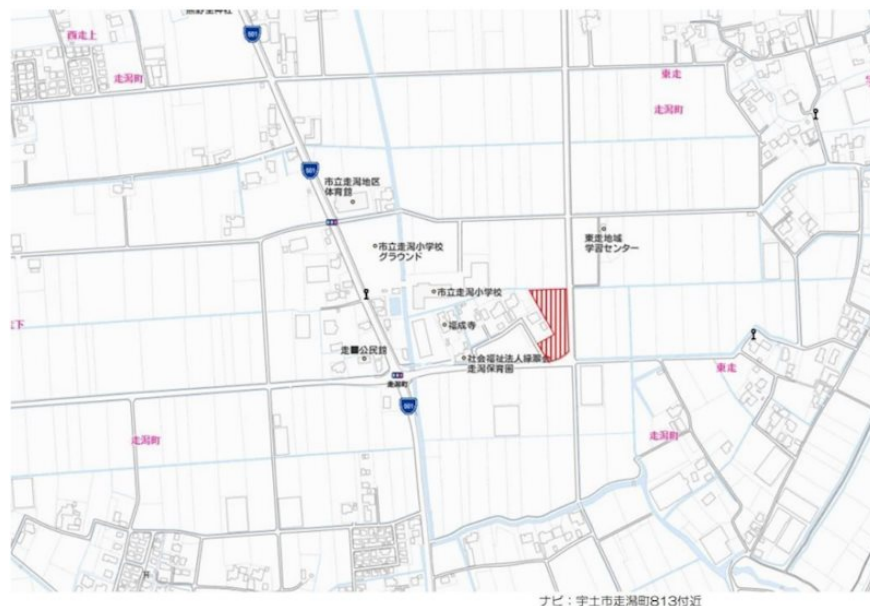 501
西走上
走潟町
東走
走潟町
501
市立走潟地区
体育館
市立走潟小学校
グラウンド
東走地域
学習センター
市立走潟小学校
福成寺
走■公民館
社会福祉法人緑業会
走潟保育園
走潟町
501
東走
走潟町
走潟町
ナビ:宇土市走潟町813付近